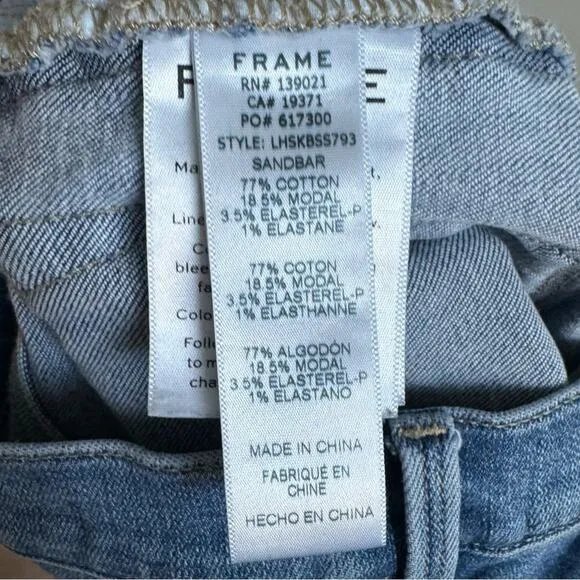 FRAME
RN# 139021
CA# 19371
PO# 617300
STYLE: LHSKBSS793
SANDBAR
77% COTTON
18.5% MODAL
3.5% ELASTEREL-P
1% ELASTANE
77% COTON
18.5% MODAL
3.5% ELASTEREL-P
1% ELASTHANNE
77% ALGODÓN
18.5% MODAL
3.5% ELASTEREL-P
1% ELASTANO
MADE IN CHINA
FABRIQUÉ EN
CHINE
HECHO EN CHINA